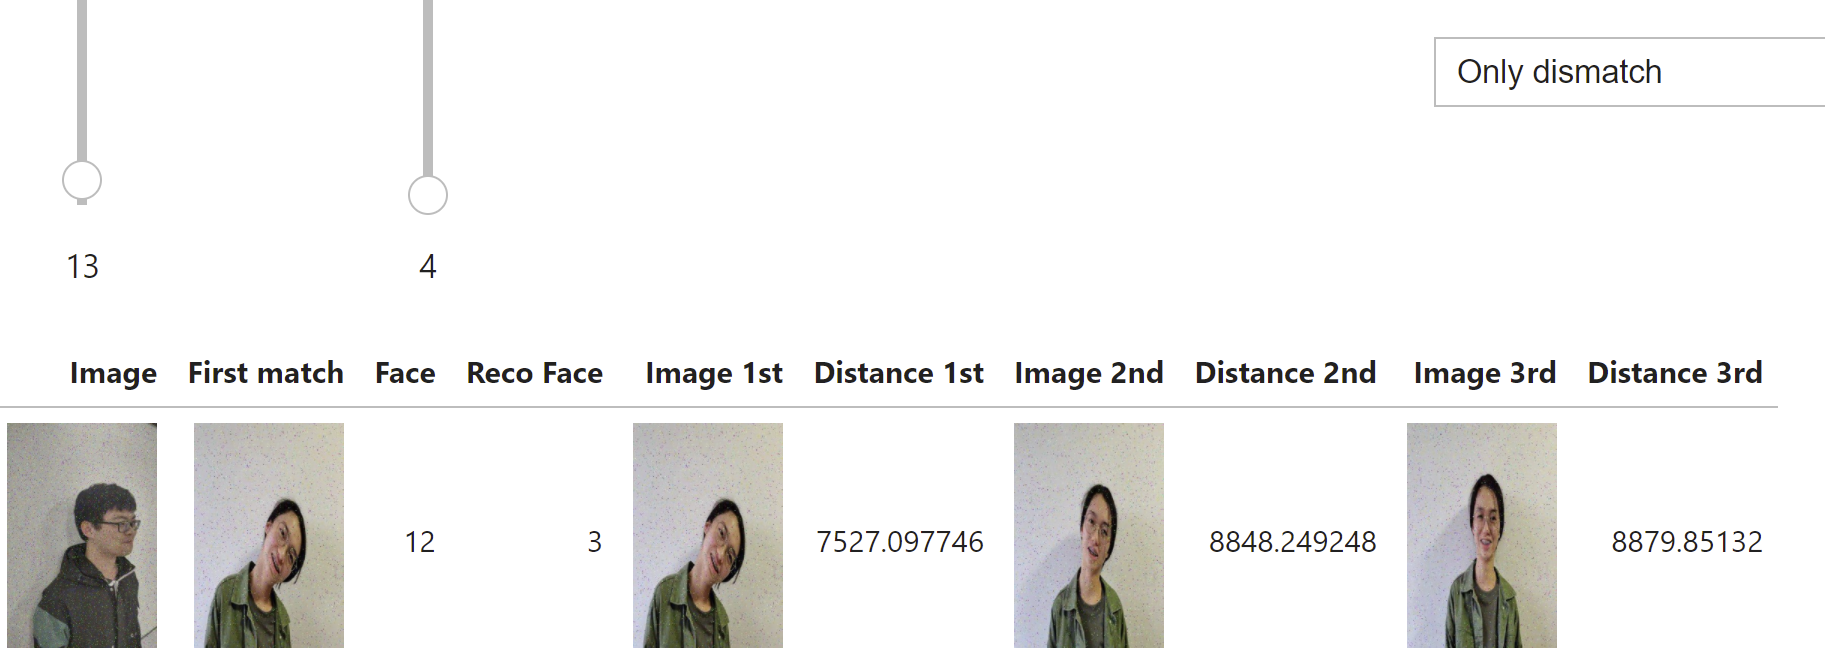 Only dismatch
13 4
Image First match Face Reco Face Image 1st Distance 1st Image 2nd Distance 2nd Image 3rd Distance 3rd
12 3 7527.097746 8848.249248 8879.85132